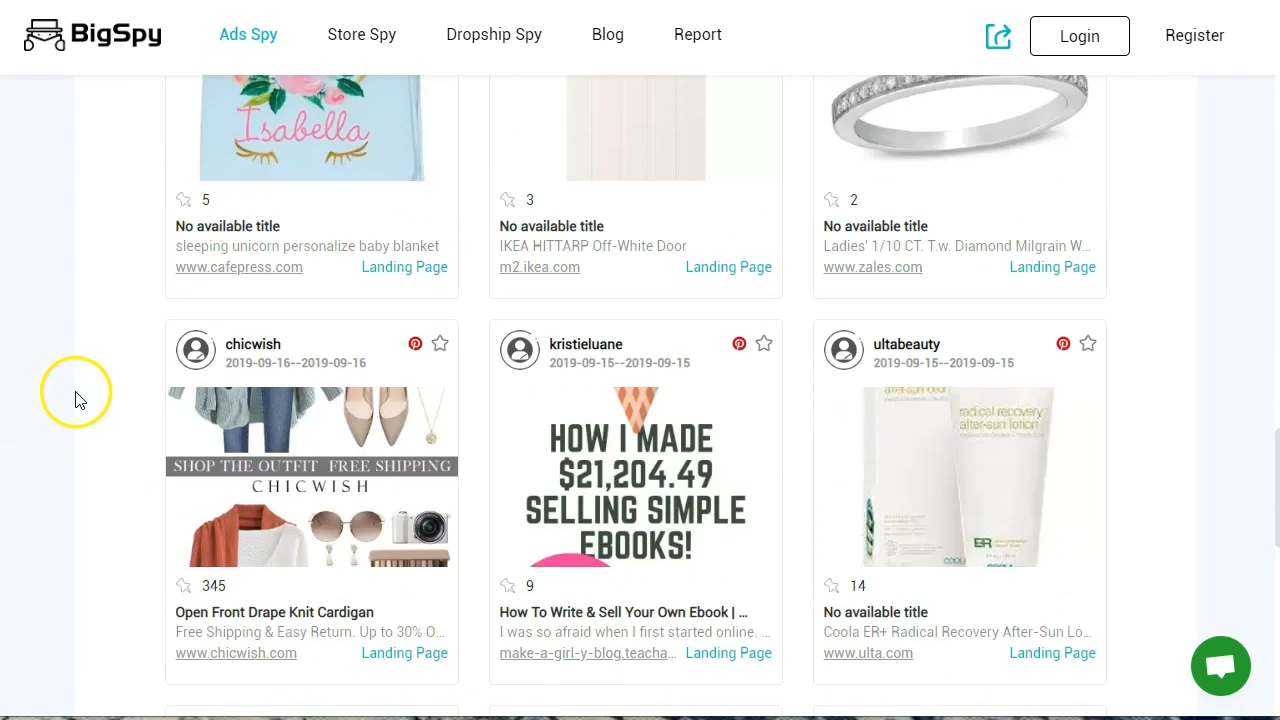 BigSpy
Ads Spy
Store Spy
Dropship Spy
Blog
Report
Login
Register
Isabella
5
No available title
sleeping unicorn personalize baby blanket
www.cafepress.com
Landing Page
3
No available title
IKEA HITTARP Off-White Door
m2.ikea.com
Landing Page
2
No available title
Ladies' 1/10 CT. T.w. Diamond Milgrain W...
www.zales.com
Landing Page
chicwish
2019-09-16--2019-09-16
SHOP THE OUTFIT FREE SHIPPING
CHICWISH
345
Open Front Drape Knit Cardigan
Free Shipping & Easy Return. Up to 30% O...
www.chicwish.com
Landing Page
kristieluane
2019-09-15--2019-09-15
HOW I MADE
$21,204.49
SELLING SIMPLE
EBOOKS!
9
How To Write & Sell Your Own Ebook | ...
I was so afraid when I first started online. ...
make-a-girl-y-blog.teacha...
Landing Page
ultabeauty
2019-09-15--2019-09-15
after-sun lotion
radical recovery
after-sun lotion
ER+
COOLA
14
No available title
Coola ER+ Radical Recovery After-Sun Lo...
www.ulta.com
Landing Page